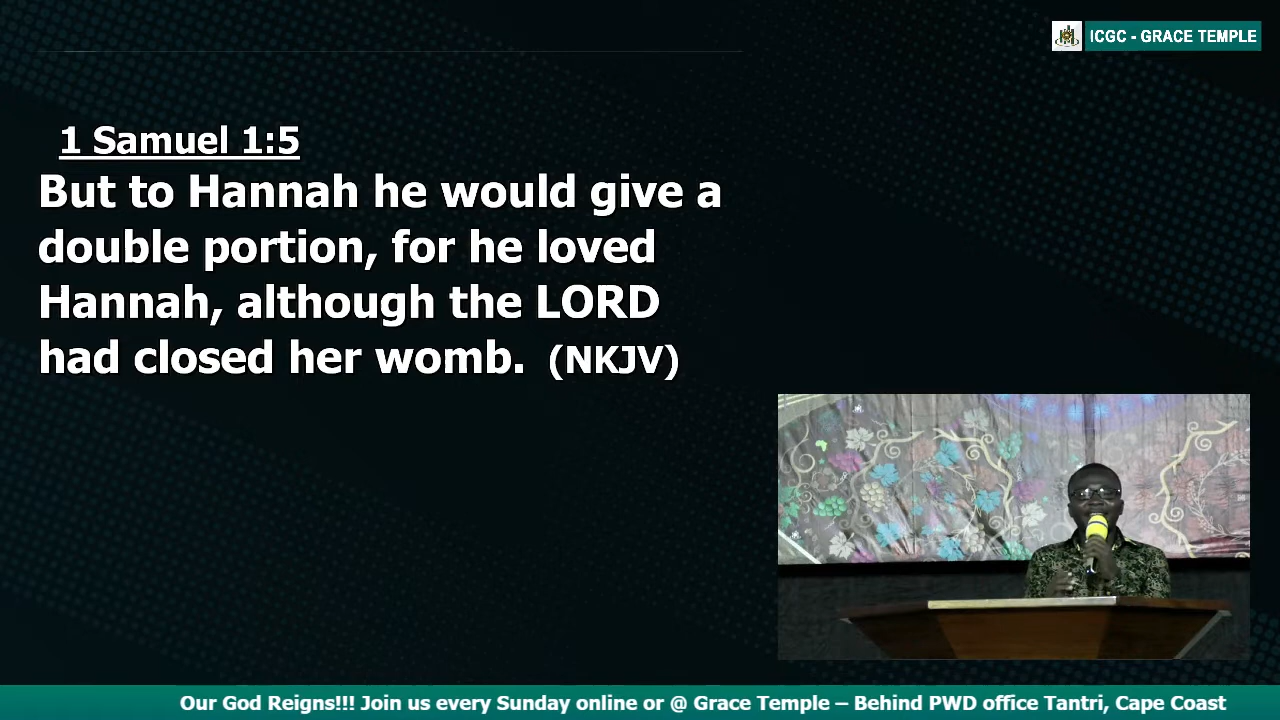 ICGC - GRACE TEMPLE
1 Samuel 1:5
But to Hannah he would give a
double portion, for he loved
Hannah, although the LORD
had closed her womb. (NKJV)
Our God Reigns!!! Join us every Sunday online or @ Grace Temple – Behind PWD office Tantri, Cape Coast